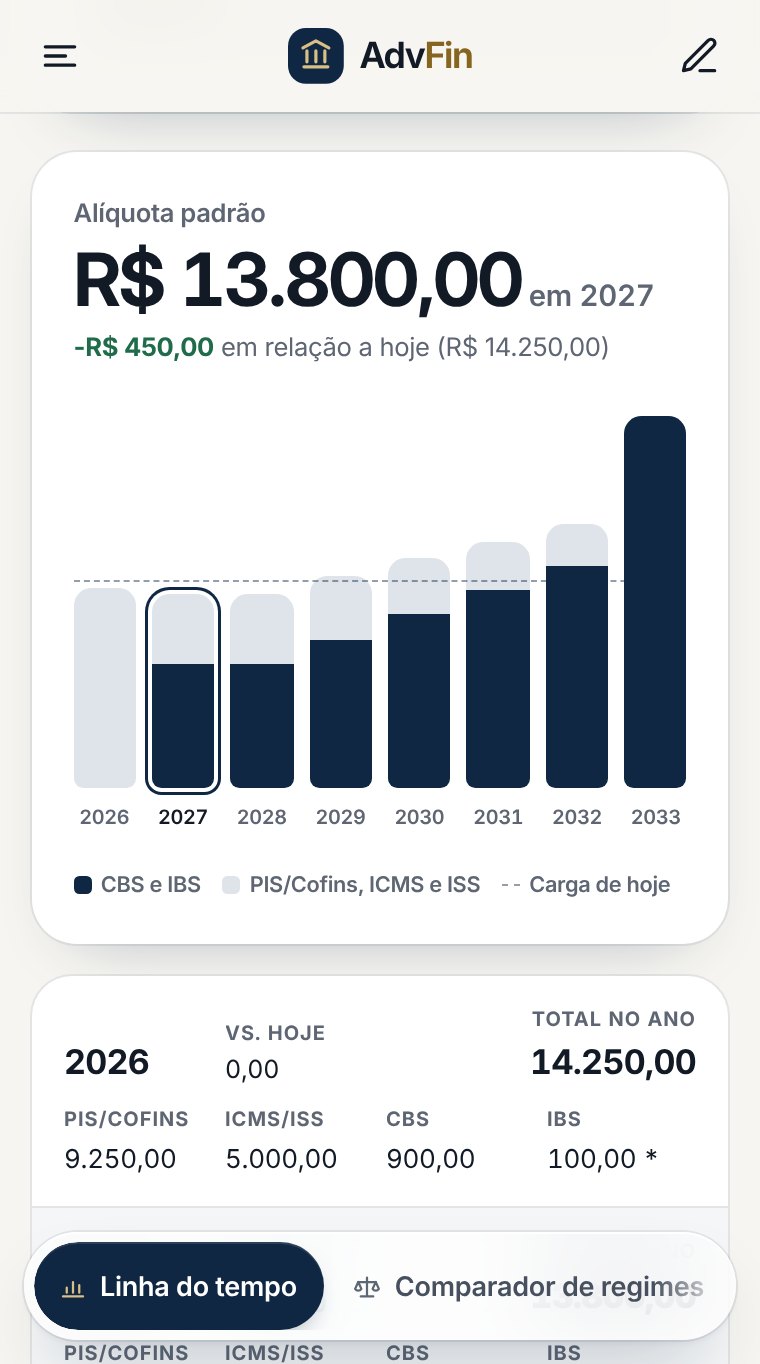 AdvFin
Alíquota padrão
R$ 13.800,00 em 2027
-R$ 450,00 em relação a hoje (R$ 14.250,00)
2026 2027 2028 2029 2030 2031 2032 2033
CBS e IBS PIS/Cofins, ICMS e ISS Carga de hoje
2026 VS. HOJE TOTAL NO ANO
0,00 14.250,00
PIS/COFINS ICMS/ISS CBS IBS
9.250,00 5.000,00 900,00 100,00 *
Linha do tempo Comparador de regimes
PIS/COFINS ICMS/ISS CBS IBS